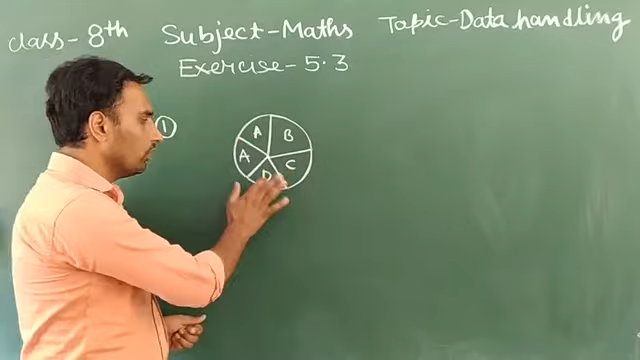 class- 8th Subject-Maths Topic-Data handling
Exercise- 5.3
①
A B
A C
D